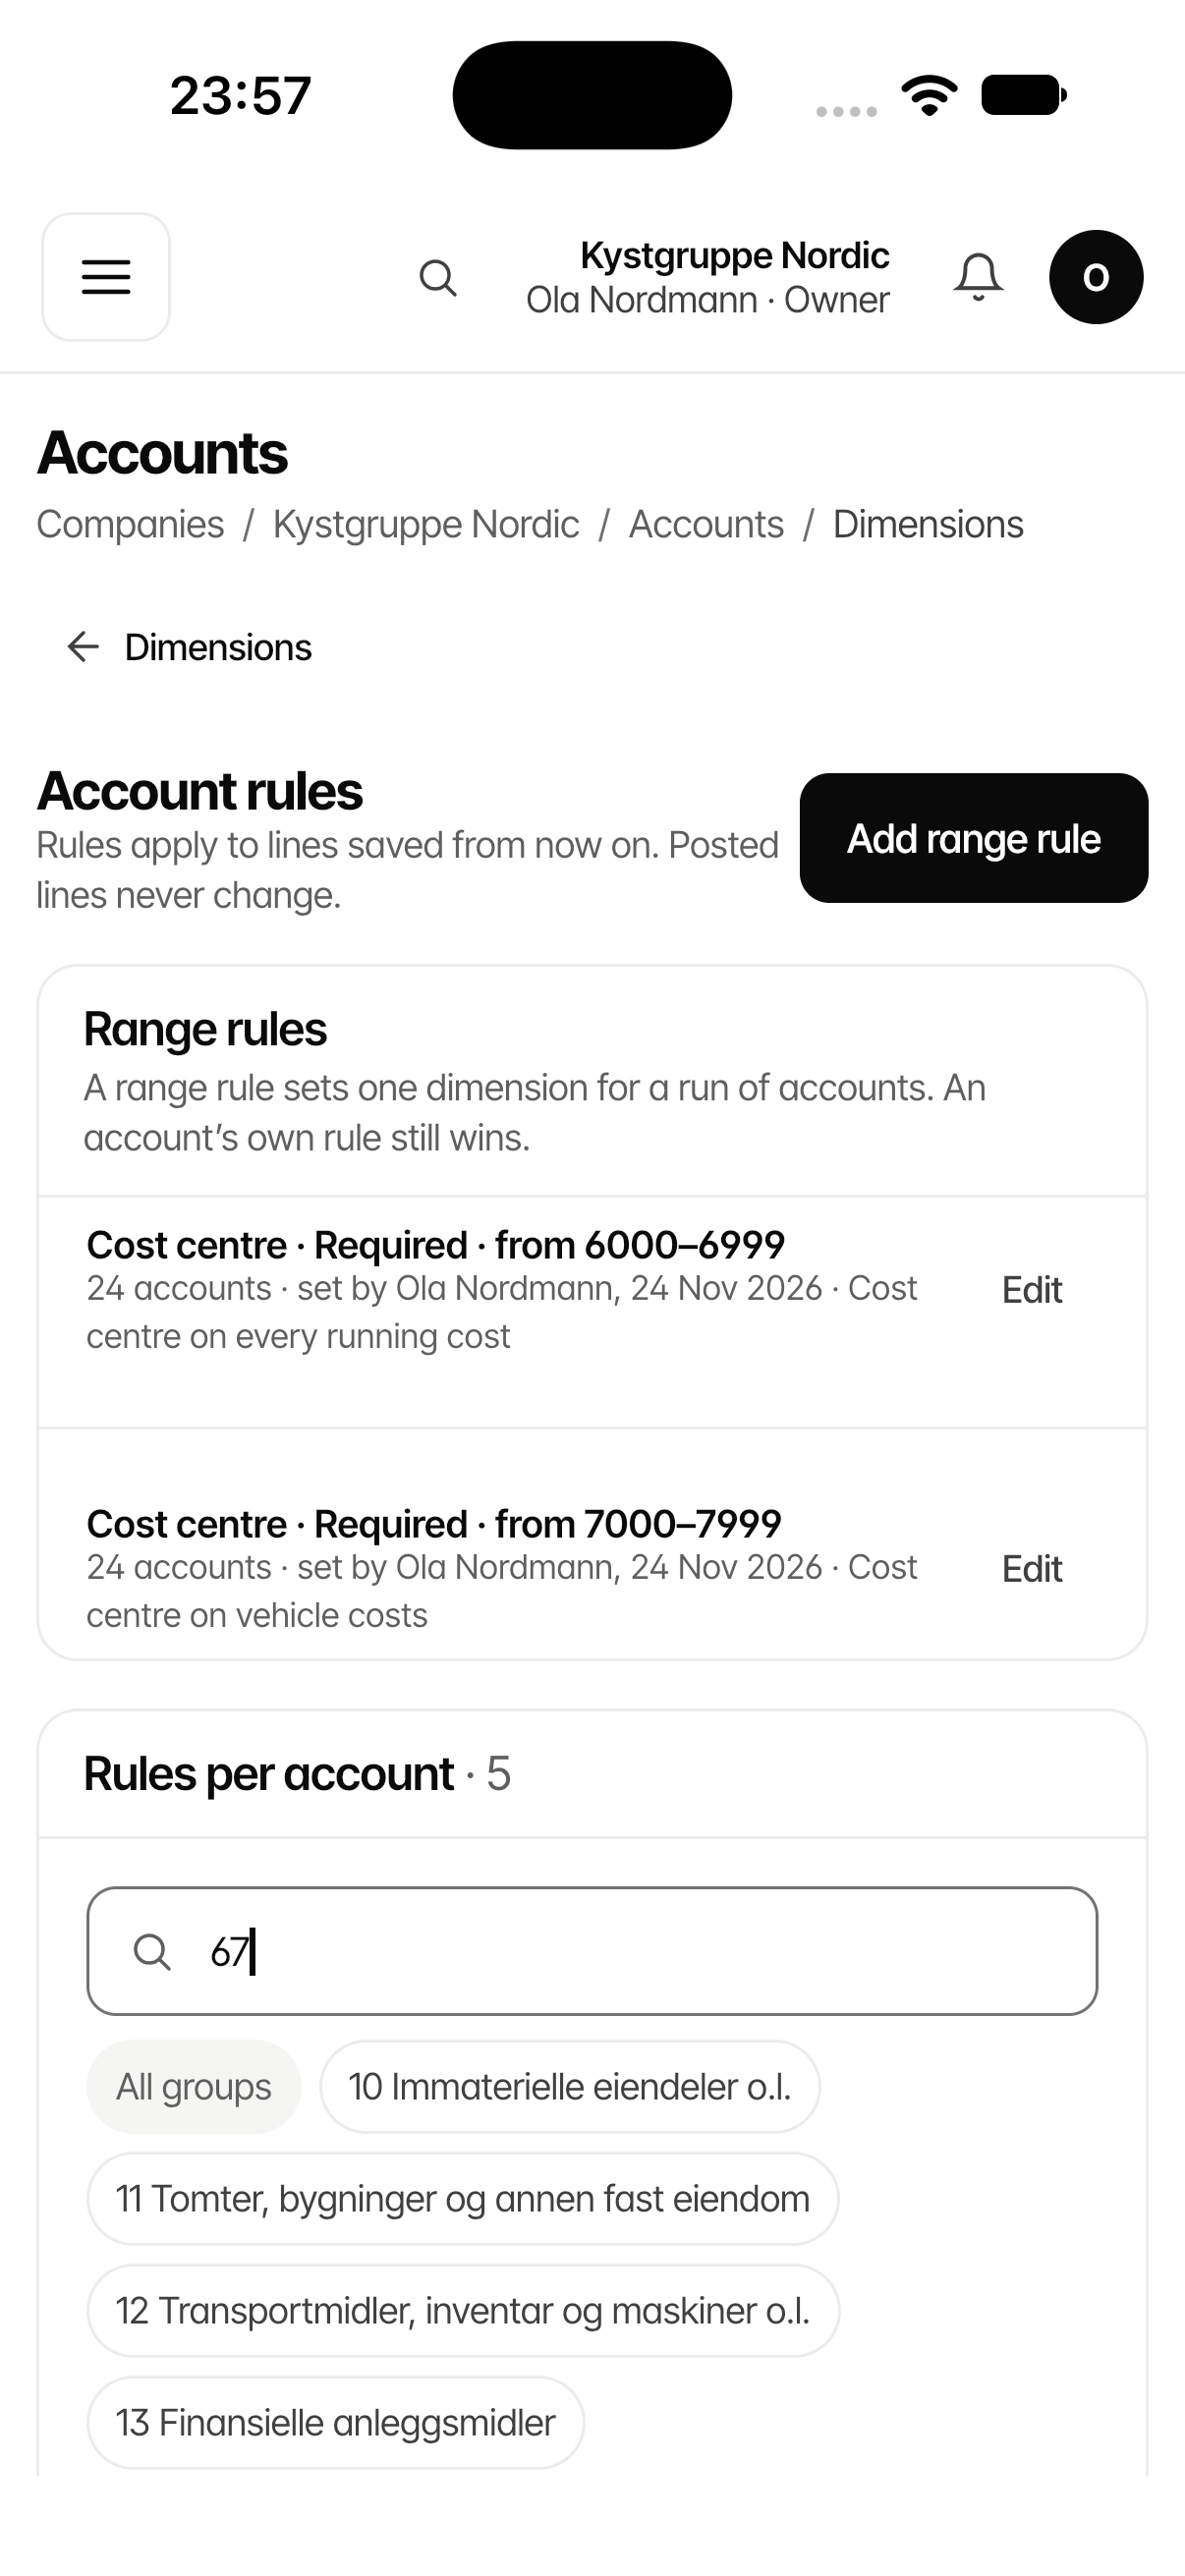 23:57
Kystgruppe Nordic
Ola Nordmann · Owner
O
Accounts
Companies / Kystgruppe Nordic / Accounts / Dimensions
Dimensions
Account rules
Rules apply to lines saved from now on. Posted
lines never change.
Add range rule
Range rules
A range rule sets one dimension for a run of accounts. An
account’s own rule still wins.
Cost centre · Required · from 6000–6999
24 accounts · set by Ola Nordmann, 24 Nov 2026 · Cost
centre on every running cost
Edit
Cost centre · Required · from 7000–7999
24 accounts · set by Ola Nordmann, 24 Nov 2026 · Cost
centre on vehicle costs
Edit
Rules per account · 5
67
All groups
10 Immaterielle eiendeler o.l.
11 Tomter, bygninger og annen fast eiendom
12 Transportmidler, inventar og maskiner o.l.
13 Finansielle anleggsmidler